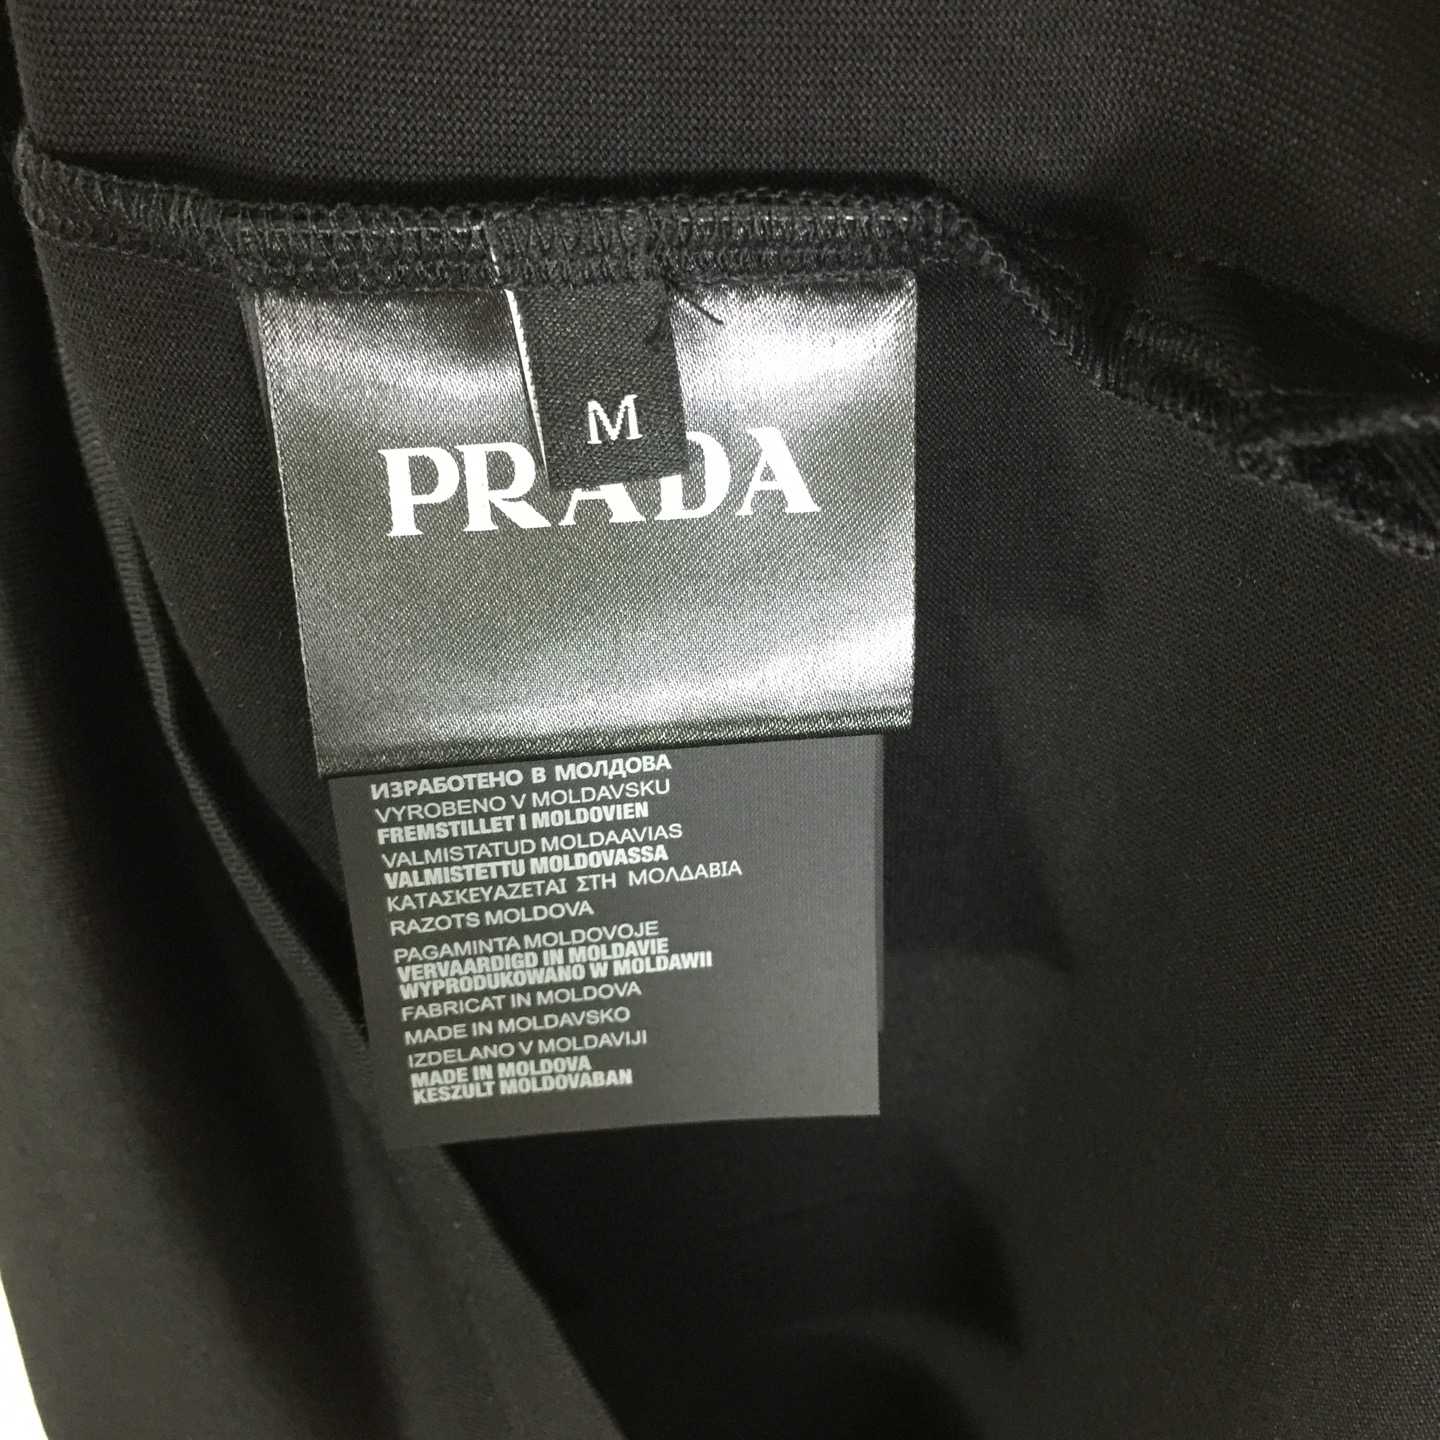 M
PRADA
ИЗРАБОТЕНО В МОЛДОВА
VYROBENO V MOLDAVSKU
FREMSTILLET I MOLDOVIEN
VALMISTATUD MOLDAAVIAS
VALMISTETTU MOLDOVASSA
ΚΑΤΑΣΚΕΥΑΖΕΤΑΙ ΣΤΗ ΜΟΛΔΑΒΙΑ
RAZOTS MOLDOVA
PAGAMINTA MOLDOVOJE
VERVAARDIGD IN MOLDAVIE
WYPRODUKOWANO W MOLDAWII
FABRICAT IN MOLDOVA
MADE IN MOLDAVSKO
IZDELANO V MOLDAVIJI
MADE IN MOLDOVA
KESZULT MOLDOVABAN